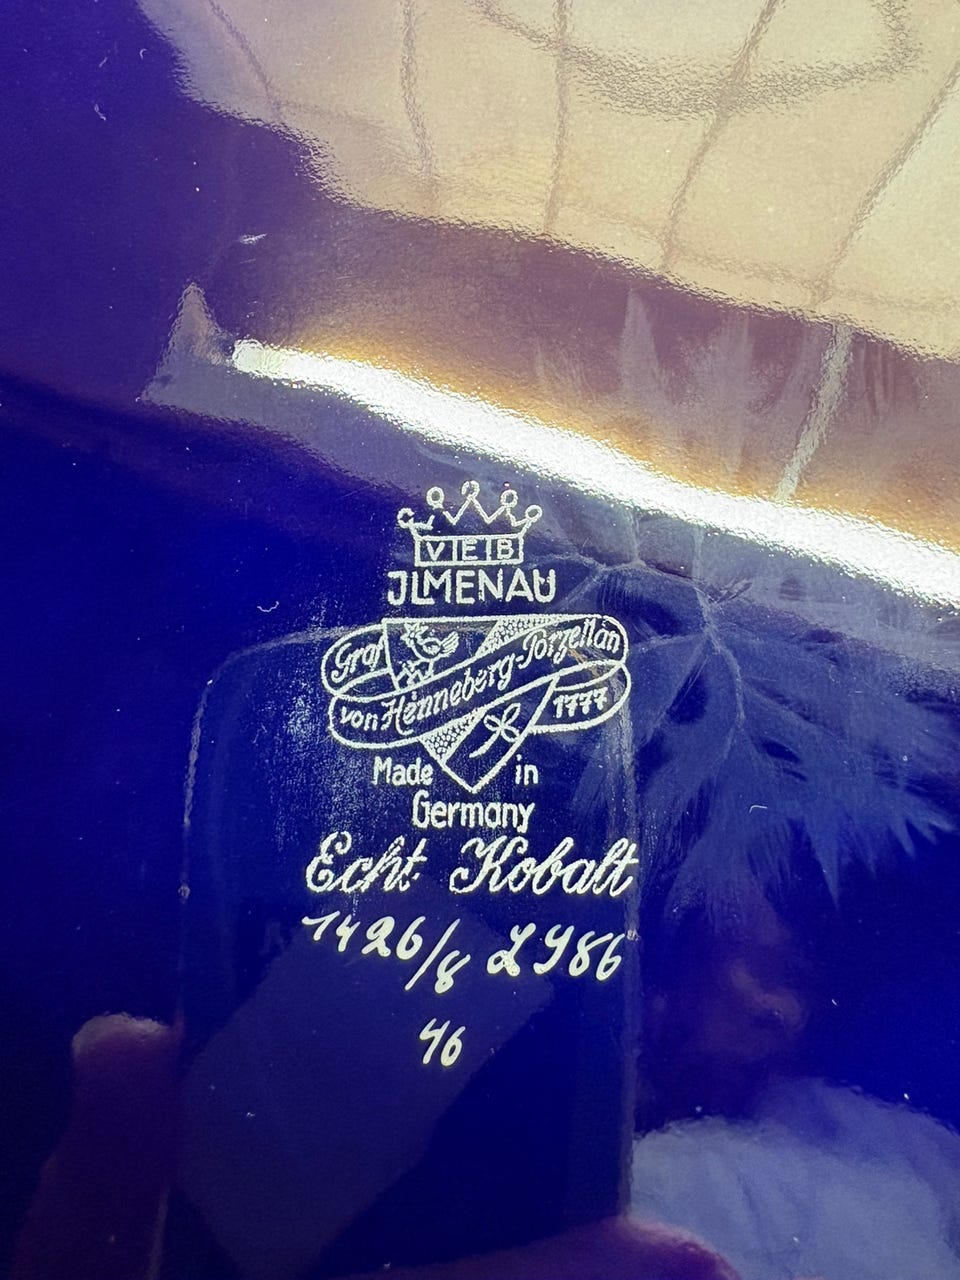 VEB
JLMENAU
Graf
von Henneberg-Porzellan
1777
Made in
Germany
Echt Kobalt
1426/8 L986
46